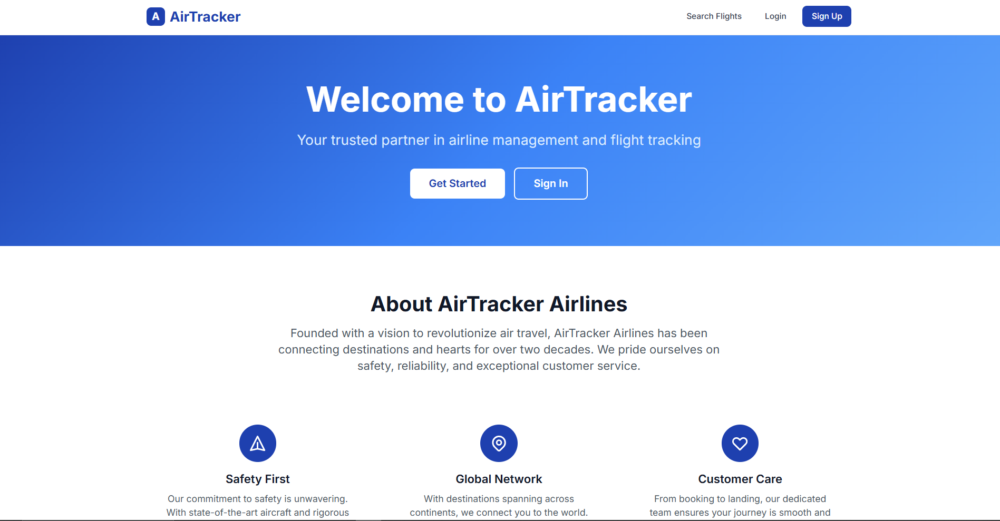 A AirTracker
Search Flights Login Sign Up
Welcome to AirTracker
Your trusted partner in airline management and flight tracking
Get Started Sign In
About AirTracker Airlines
Founded with a vision to revolutionize air travel, AirTracker Airlines has been
connecting destinations and hearts for over two decades. We pride ourselves on
safety, reliability, and exceptional customer service.
Safety First
Our commitment to safety is unwavering.
With state-of-the-art aircraft and rigorous
Global Network
With destinations spanning across
continents, we connect you to the world.
Customer Care
From booking to landing, our dedicated
team ensures your journey is smooth and